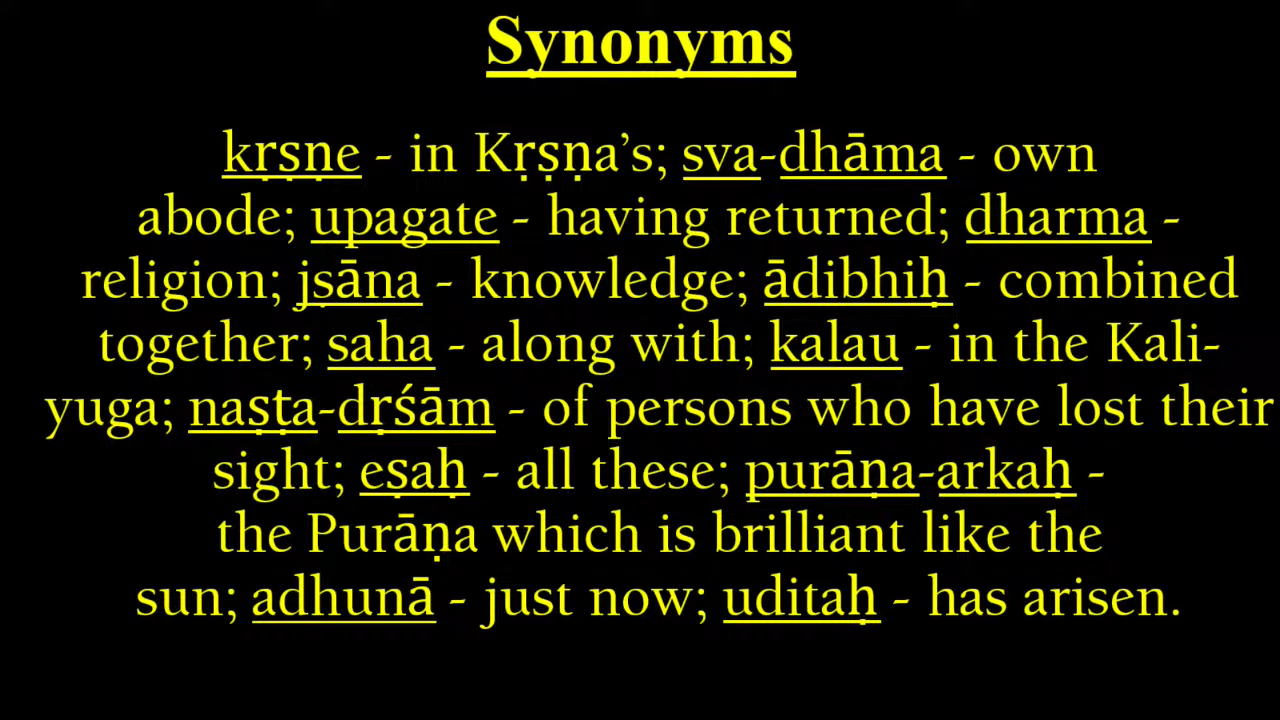 Synonyms
kṛṣṇe - in Kṛṣṇa’s; sva-dhāma - own
abode; upagate - having returned; dharma -
religion; jṣāna - knowledge; ādibhiḥ - combined
together; saha - along with; kalau - in the Kali-
yuga; naṣṭa-dṛśām - of persons who have lost their
sight; eṣaḥ - all these; purāṇa-arkaḥ -
the Purāṇa which is brilliant like the
sun; adhunā - just now; uditaḥ - has arisen.